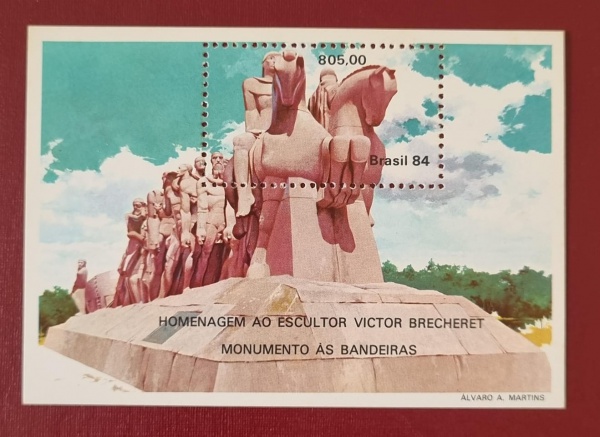 805,00
Brasil 84
HOMENAGEM AO ESCULTOR VICTOR BRECHERET
MONUMENTO ÀS BANDEIRAS
ÁLVARO A. MARTINS